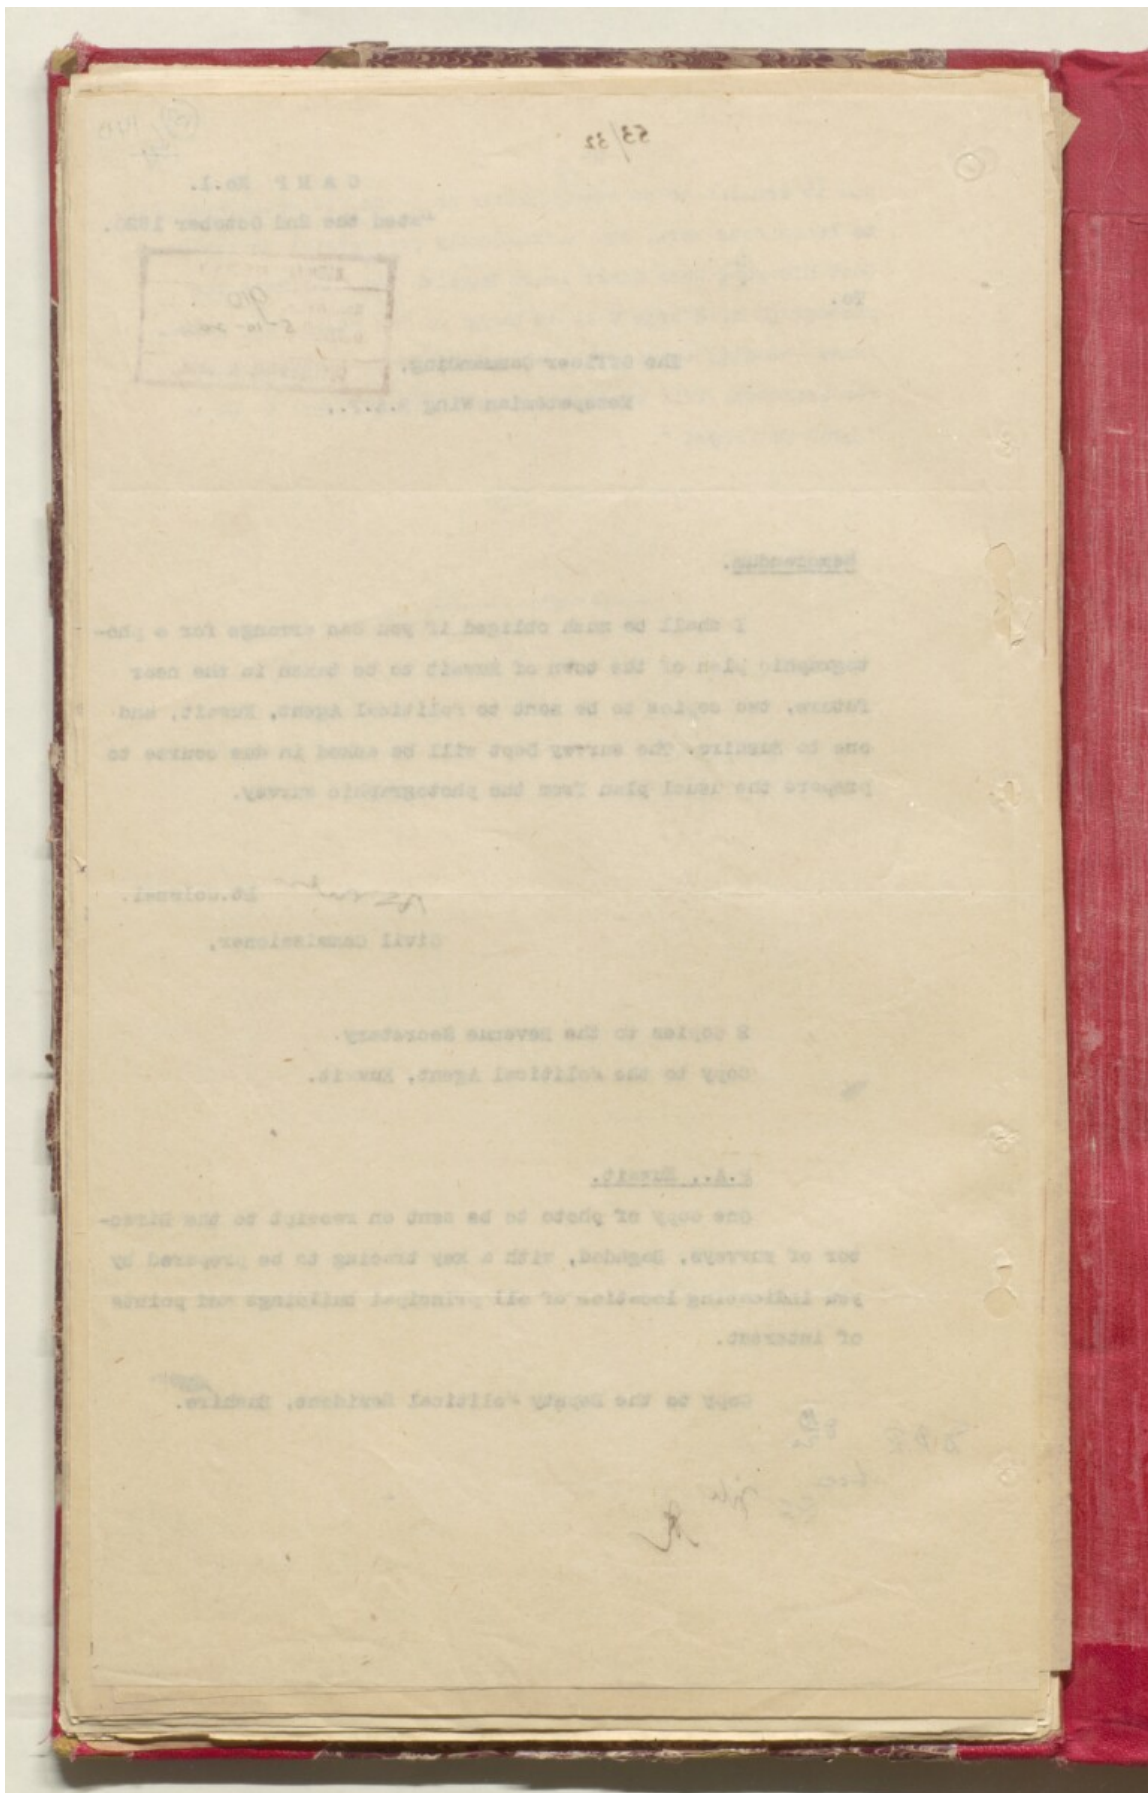 53/32
C A M P No.1.
Dated the 2nd October 1920.
To.
The Officer Commanding,
Mesopotamian Wing R.A.F.,
Memorandum.
I shall be much obliged if you can arrange for a pho-
tographic plan of the town of Kuwait to be taken in the near
future, two copies to be sent to Political Agent, Kuwait, and
one to Bushire. The survey Dept will be asked in due course to
prepare the usual plan from the photographic survey.
Lt.Colonel.
Civil Commissioner,
2 copies to the Revenue Secretary.
Copy to the Political Agent, Kuwait.
P.A., Kuwait.
One copy of photo to be sent on receipt to the Direc-
tor of surveys, Baghdad, with a key tracing to be prepared by
you indicating location of all principal buildings and points
of interest.
Copy to the Deputy Political Resident, Bushire.